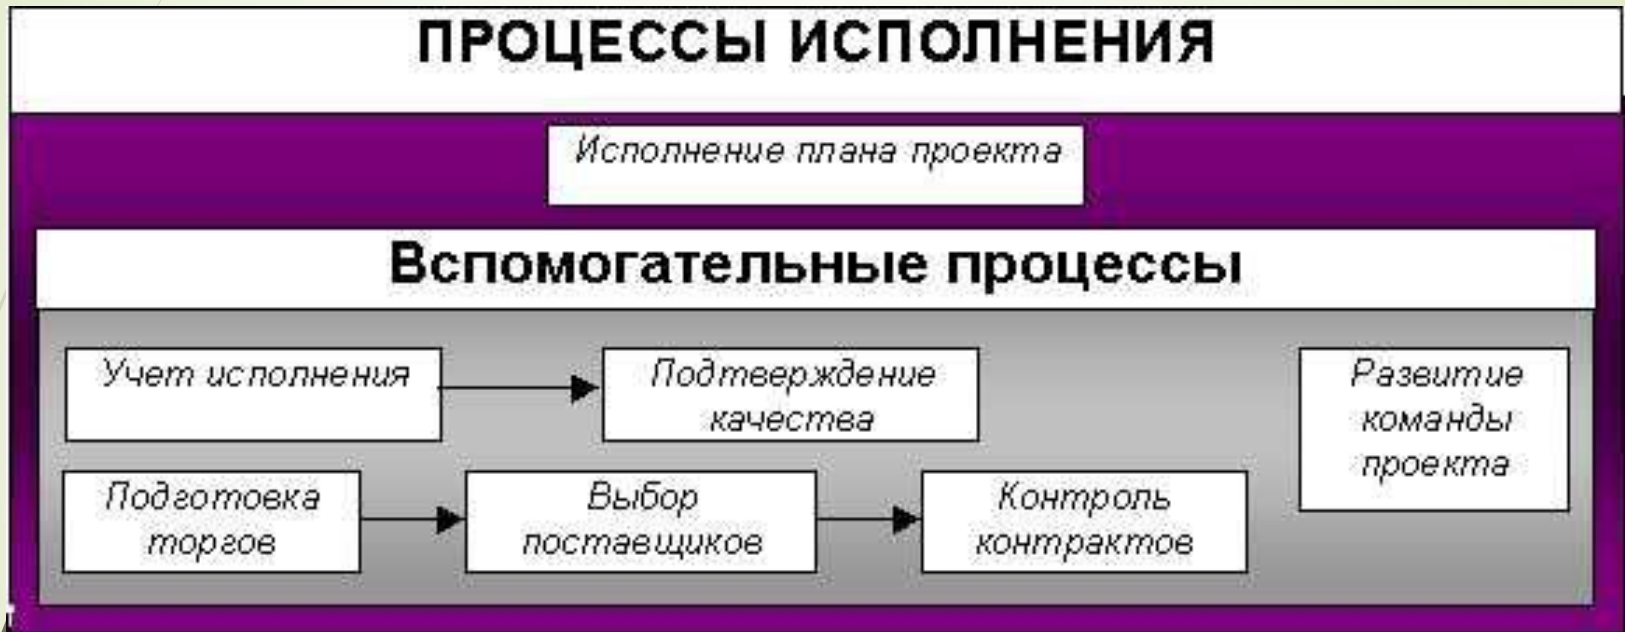 ПРОЦЕССЫ ИСПОЛНЕНИЯ
Исполнение плана проекта
Вспомогательные процессы
Учет исполнения
Подтверждение
качества
Развитие
команды
проекта
Подготовка
торгов
Выбор
поставщиков
Контроль
контрактов